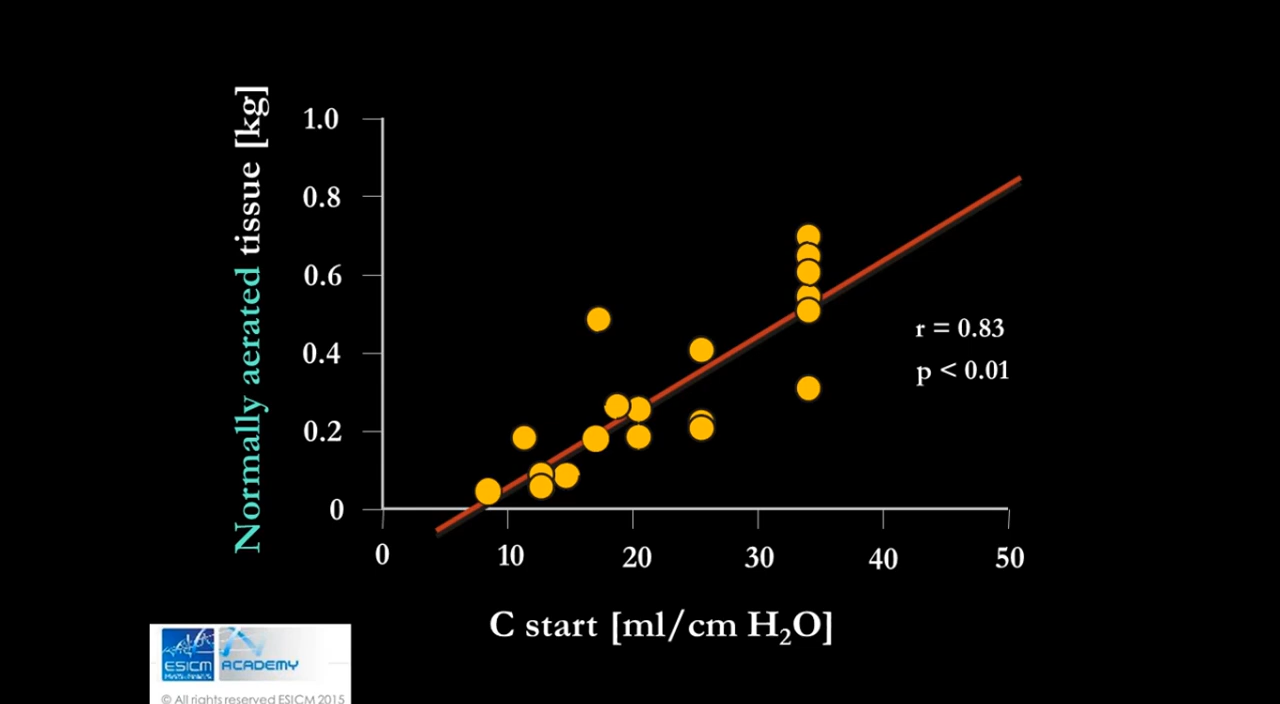 Normally aerated tissue [kg]
1.0
0.8
0.6
0.4
0.2
0
0 10 20 30 40 50
C start [ml/cm H₂O]
r = 0.83
p < 0.01
ESICM ACADEMY
© All rights reserved ESICM 2015